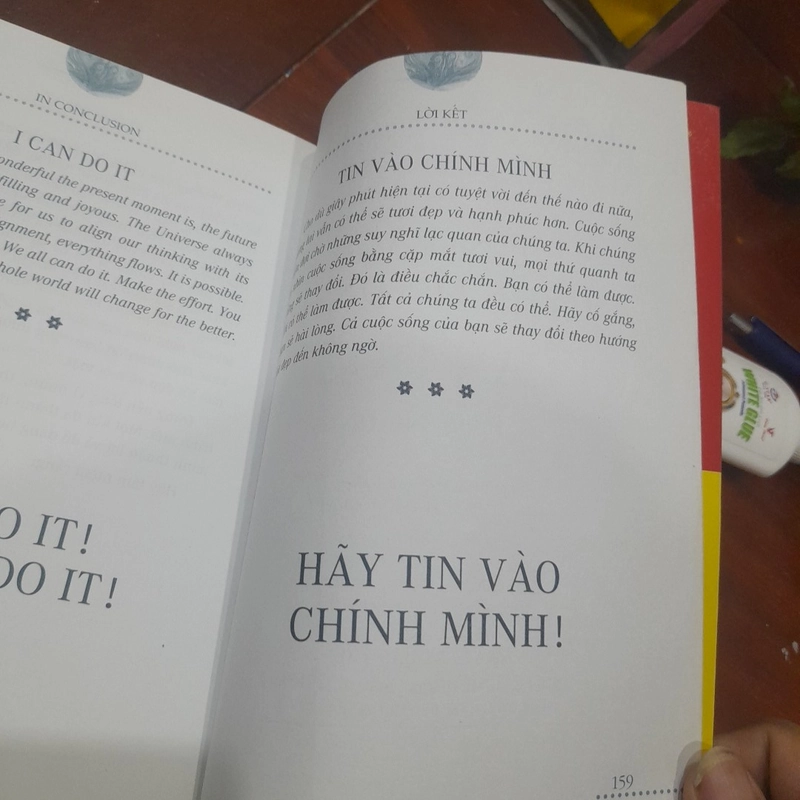 IN CONCLUSION
I CAN DO IT
wonderful the present moment is, the future
filling and joyous. The Universe always
e for us to align our thinking with its
gnment, everything flows. It is possible.
We all can do it. Make the effort. You
hole world will change for the better.
O IT!
DO IT!
LỜI KẾT
TIN VÀO CHÍNH MÌNH
Cho dù giây phút hiện tại có tuyệt vời đến thế nào đi nữa,
lai vẫn có thể sẽ tươi đẹp và hạnh phúc hơn. Cuộc sống
đợi chờ những suy nghĩ lạc quan của chúng ta. Khi chúng
cuộc sống bằng cặp mắt tươi vui, mọi thứ quanh ta
sẽ thay đổi. Đó là điều chắc chắn. Bạn có thể làm được.
có thể làm được. Tất cả chúng ta đều có thể. Hãy cố gắng,
sẽ hài lòng. Cả cuộc sống của bạn sẽ thay đổi theo hướng
đẹp đến không ngờ.
HÃY TIN VÀO
CHÍNH MÌNH!
159
WHITE GLUE